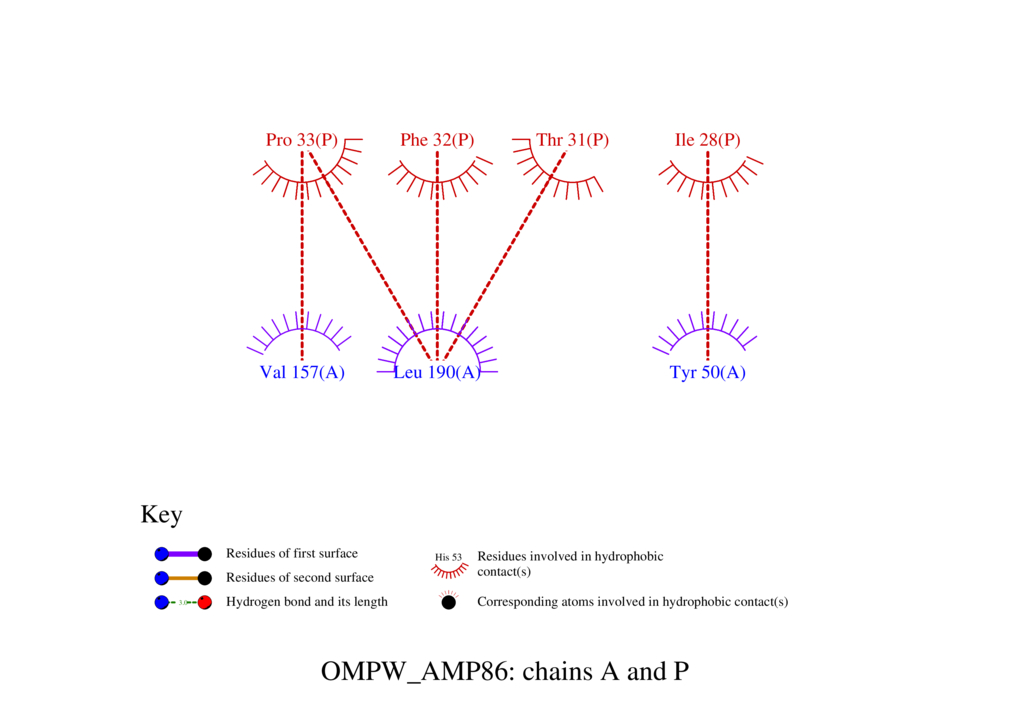 Pro 33(P) Phe 32(P) Thr 31(P) Ile 28(P)
Val 157(A) Leu 190(A) Tyr 50(A)
Key
Residues of first surface
Residues of second surface
3.0
Hydrogen bond and its length
His 53
Residues involved in hydrophobic
contact(s)
Corresponding atoms involved in hydrophobic contact(s)
OMPW_AMP86: chains A and P